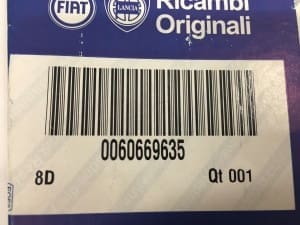 FIAT
LANCIA
Ricambi
Originali
0060669635
8D
Qt 001